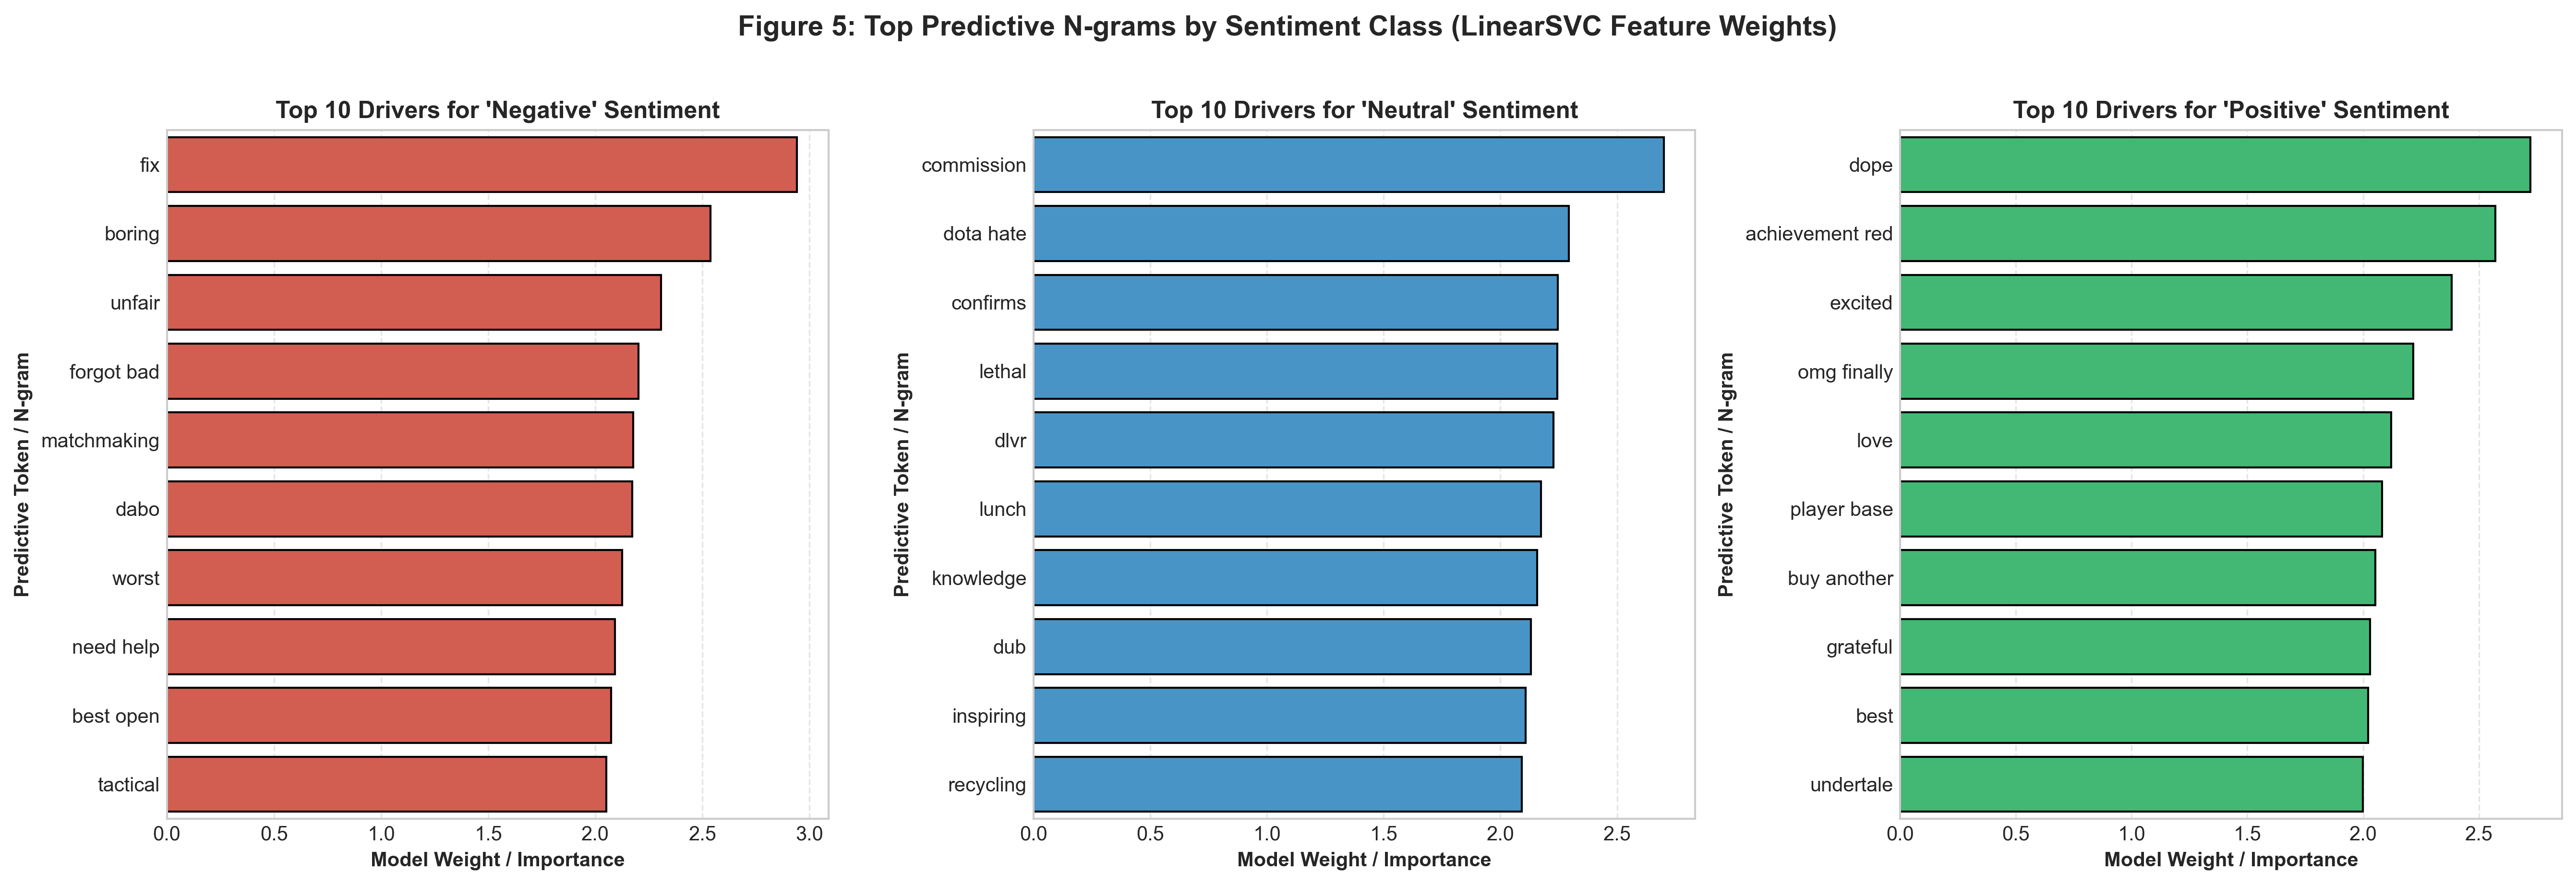 Figure 5: Top Predictive N-grams by Sentiment Class (LinearSVC Feature Weights)
Top 10 Drivers for 'Negative' Sentiment
Predictive Token / N-gram
fix
boring
unfair
forgot bad
matchmaking
dabo
worst
need help
best open
tactical
0.0 0.5 1.0 1.5 2.0 2.5 3.0
Model Weight / Importance
Top 10 Drivers for 'Neutral' Sentiment
Predictive Token / N-gram
commission
dota hate
confirms
lethal
dlvr
lunch
knowledge
dub
inspiring
recycling
0.0 0.5 1.0 1.5 2.0 2.5
Model Weight / Importance
Top 10 Drivers for 'Positive' Sentiment
Predictive Token / N-gram
dope
achievement red
excited
omg finally
love
player base
buy another
grateful
best
undertale
0.0 0.5 1.0 1.5 2.0 2.5
Model Weight / Importance